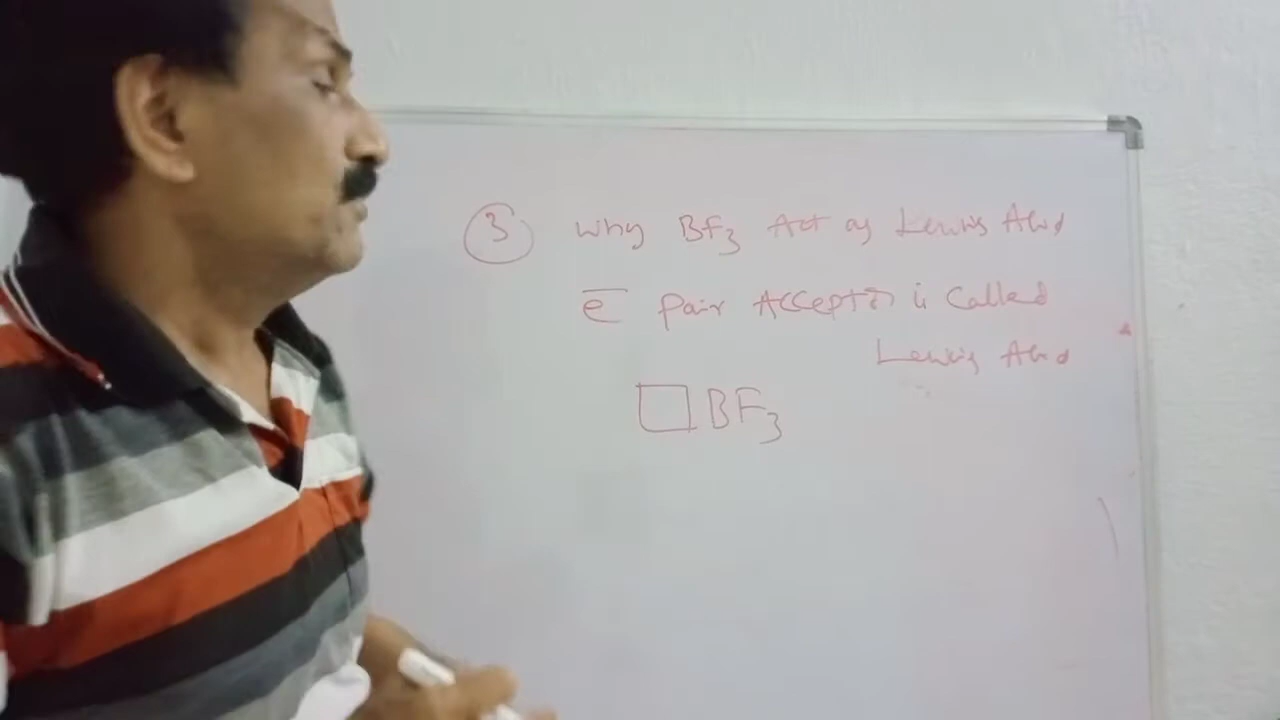 3 Why BF3 Act as Lewis Acid
e̅ pair Acceptor is Called
Lewis Acid
BF3